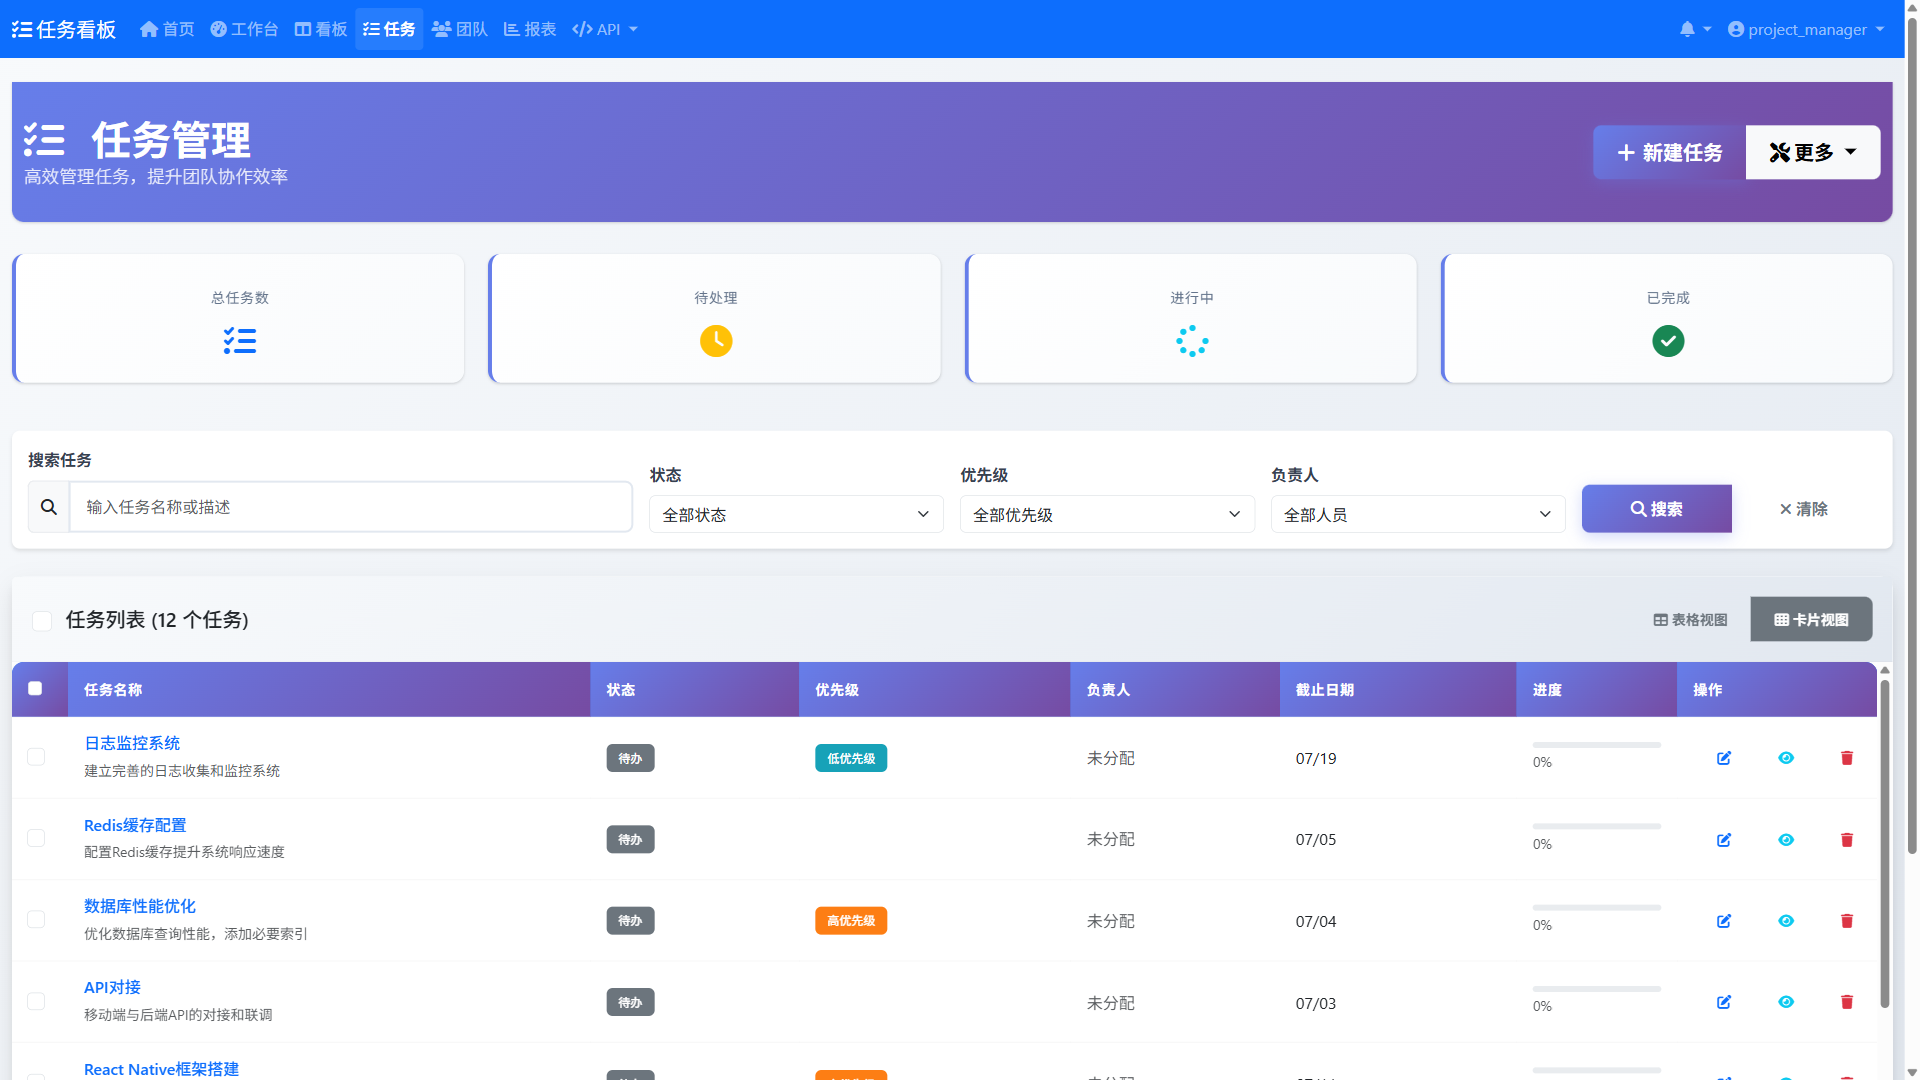 任务看板 首页 工作台 看板 任务 团队 报表 API project_manager
任务管理
高效管理任务，提升团队协作效率
新建任务 更多
总任务数 待处理 进行中 已完成
搜索任务
输入任务名称或描述
状态
全部状态
优先级
全部优先级
负责人
全部人员
搜索 清除
任务列表 (12 个任务) 表格视图 卡片视图
任务名称 状态 优先级 负责人 截止日期 进度 操作
日志监控系统
建立完善的日志收集和监控系统
待办 低优先级 未分配 07/19 0%
Redis缓存配置
配置Redis缓存提升系统响应速度
待办 未分配 07/05 0%
数据库性能优化
优化数据库查询性能，添加必要索引
待办 高优先级 未分配 07/04 0%
API对接
移动端与后端API的对接和联调
待办 未分配 07/03 0%
React Native框架搭建